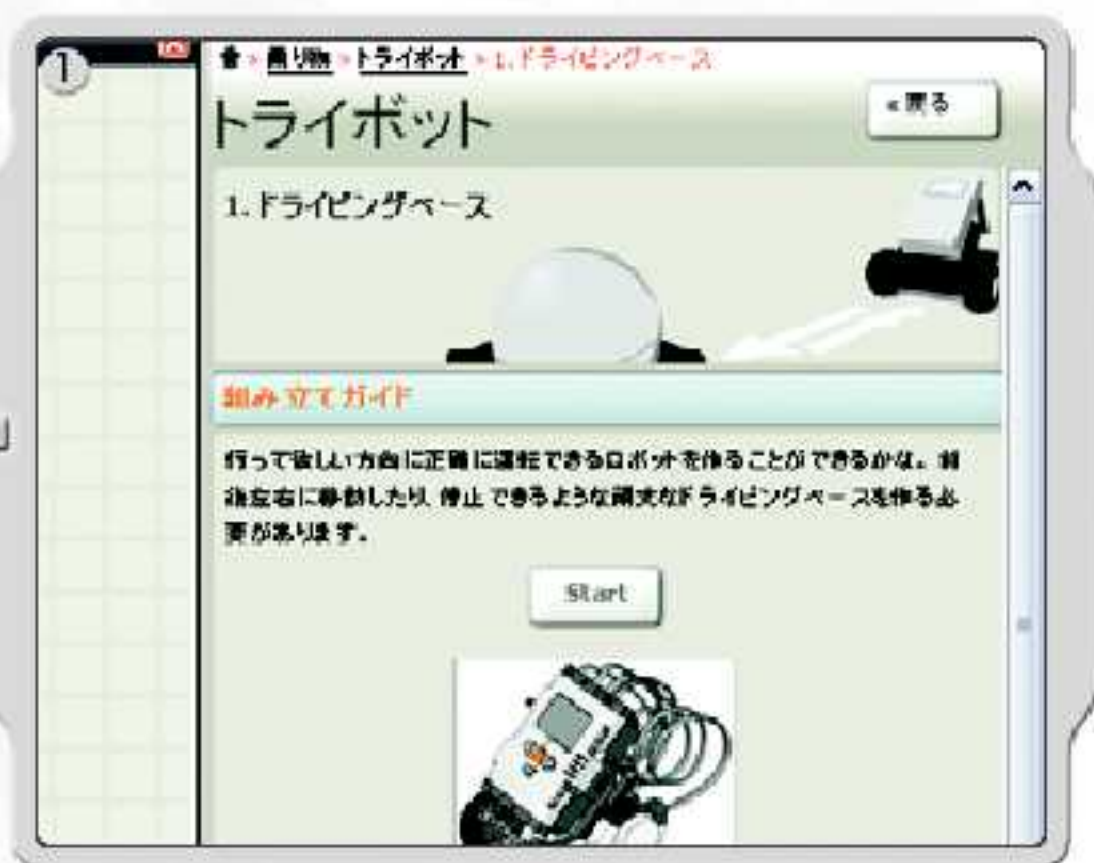 1
> 乗り物 > トライボット > 1.ドライビングベース
トライボット
« 戻る
1.ドライビングベース
組み立てガイド
行って欲しい方向に正確に運転できるロボットを作ることができるかな。前
後左右に移動したり、停止できるような頑丈なドライビングベースを作る必
要があります。
Start